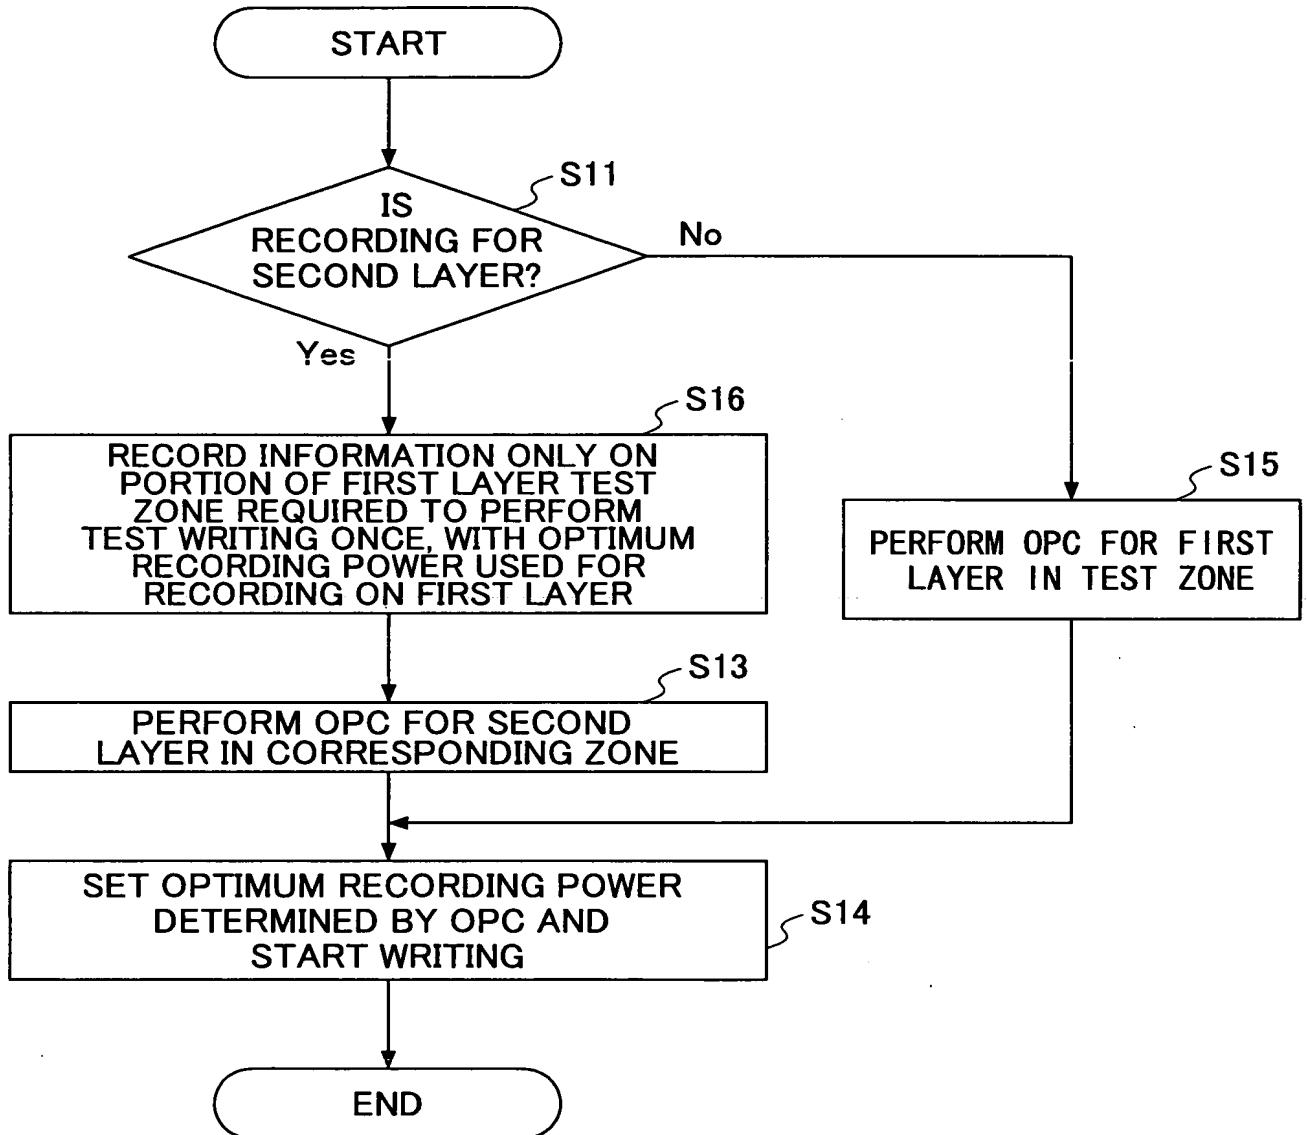 START
S11
IS
RECORDING FOR
SECOND LAYER?
No
Yes
S16
RECORD INFORMATION ONLY ON
PORTION OF FIRST LAYER TEST
ZONE REQUIRED TO PERFORM
TEST WRITING ONCE, WITH OPTIMUM
RECORDING POWER USED FOR
RECORDING ON FIRST LAYER
S15
PERFORM OPC FOR FIRST
LAYER IN TEST ZONE
S13
PERFORM OPC FOR SECOND
LAYER IN CORRESPONDING ZONE
SET OPTIMUM RECORDING POWER
DETERMINED BY OPC AND
START WRITING
S14
END